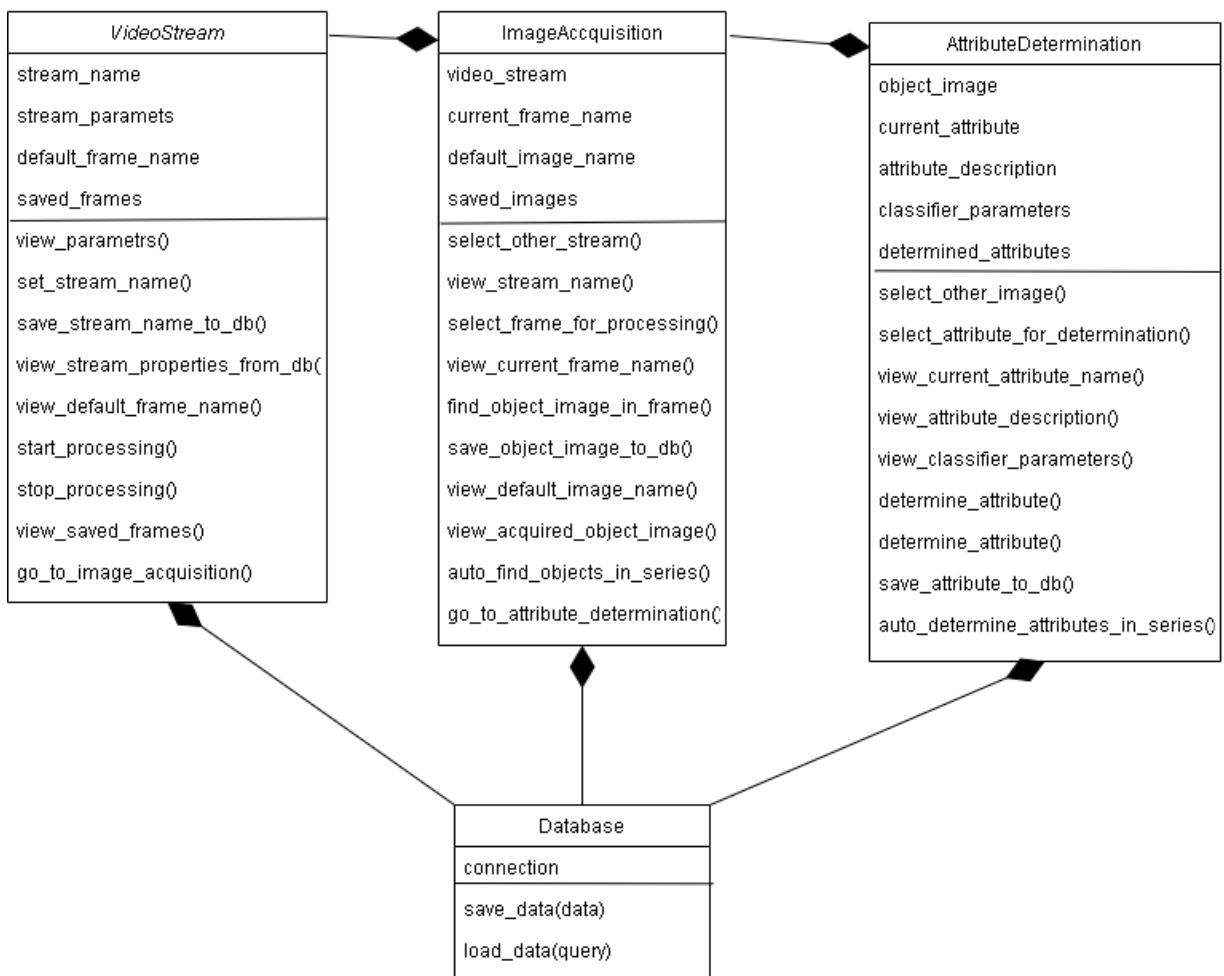 VideoStream
stream_name
stream_paramets
default_frame_name
saved_frames
view_parametrs()
set_stream_name()
save_stream_name_to_db()
view_stream_properties_from_db(
view_default_frame_name()
start_processing()
stop_processing()
view_saved_frames()
go_to_image_acquisition()
ImageAccquisition
video_stream
current_frame_name
default_image_name
saved_images
select_other_stream()
view_stream_name()
select_frame_for_processing()
view_current_frame_name()
find_object_image_in_frame()
save_object_image_to_db()
view_default_image_name()
view_acquired_object_image()
auto_find_objects_in_series()
go_to_attribute_determination(
AttributeDetermination
object_image
current_attribute
attribute_description
classifier_parameters
determined_attributes
select_other_image()
select_attribute_for_determination()
view_current_attribute_name()
view_attribute_description()
view_classifier_parameters()
determine_attribute()
determine_attribute()
save_attribute_to_db()
auto_determine_attributes_in_series()
Database
connection
save_data(data)
load_data(query)